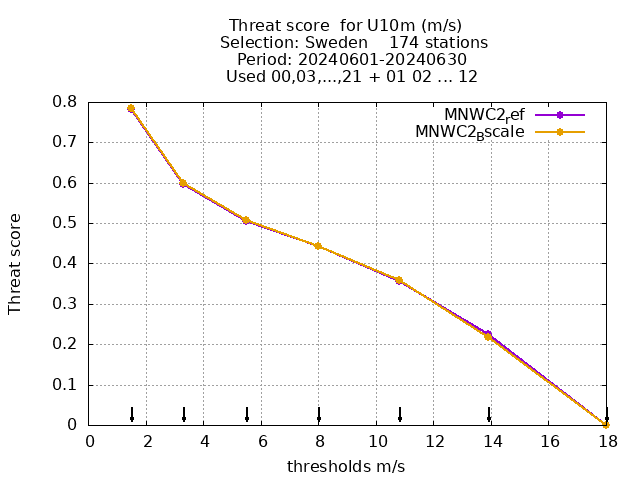 Threat score  for U10m (m/s)
Selection: Sweden    174 stations
Period: 20240601-20240630
Used 00,03,...,21 + 01 02 ... 12
MNWC2ref
MNWC2Bscale
0.8
0.7
0.6
0.5
0.4
0.3
0.2
0.1
0
Threat score
0 2 4 6 8 10 12 14 16 18
thresholds m/s